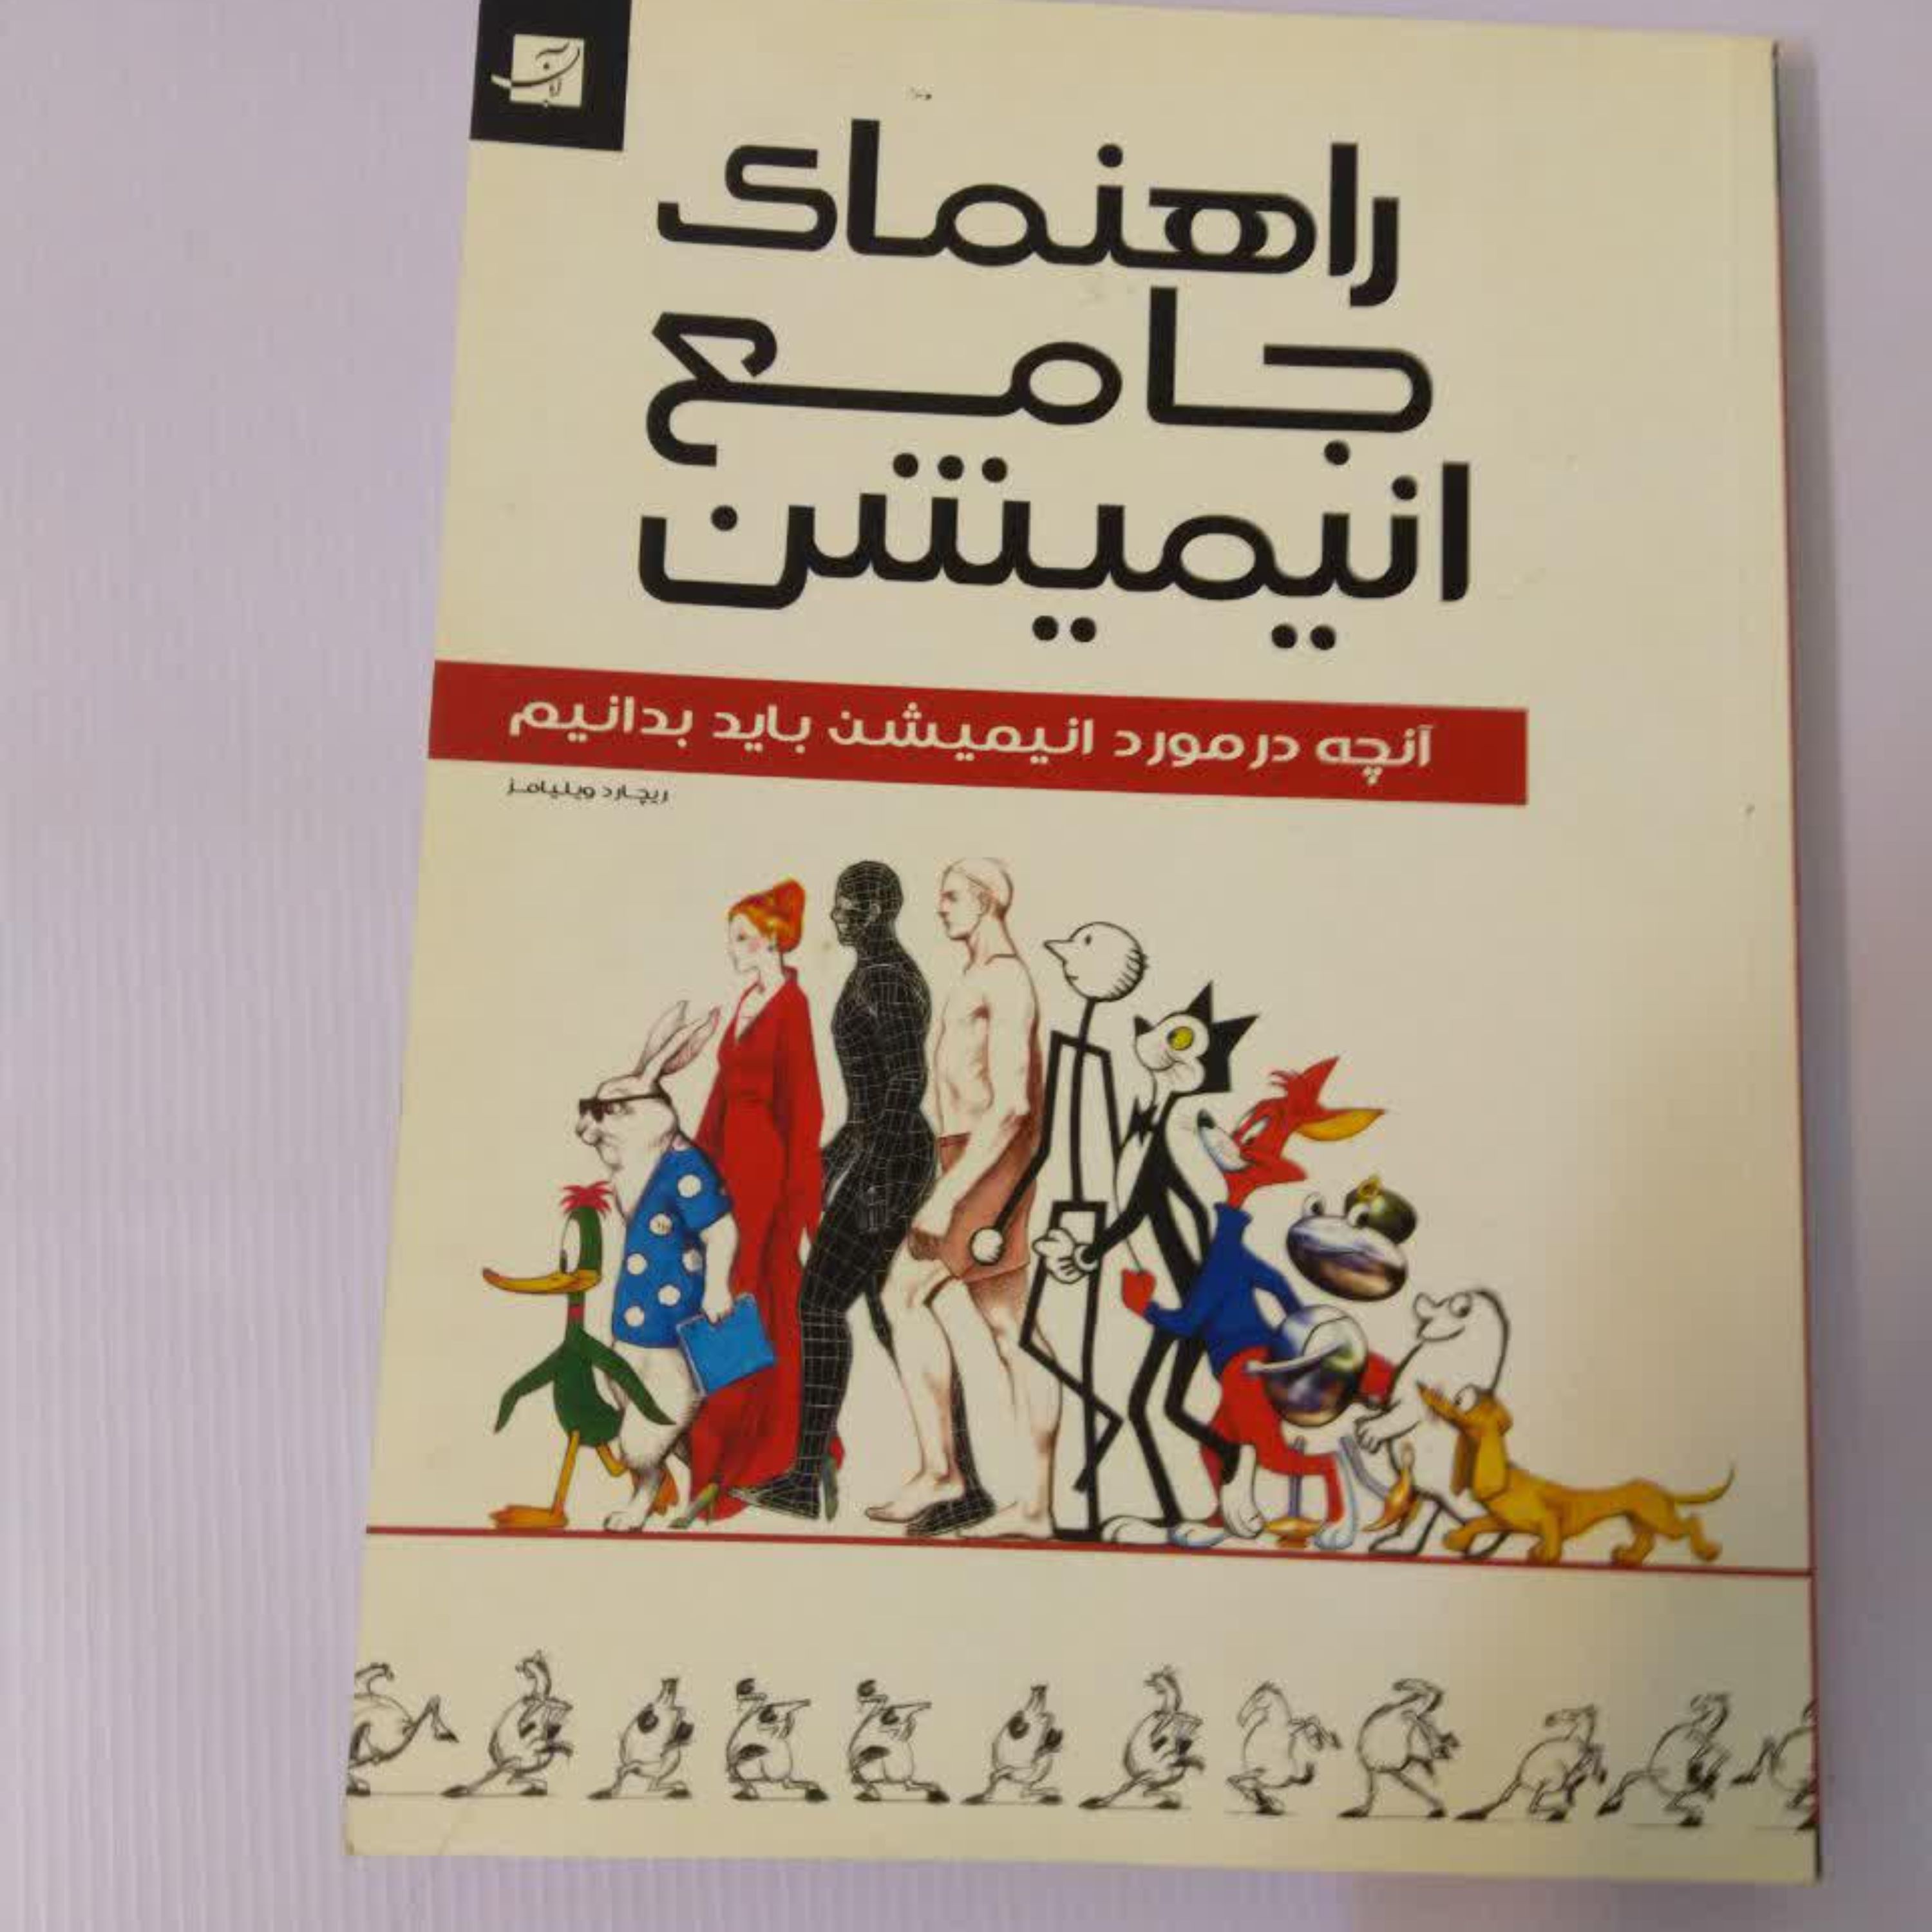 راهنمای
جامع
انیمیشن
آنچه در مورد انیمیشن باید بدانیم
ریچارد ویلیامز